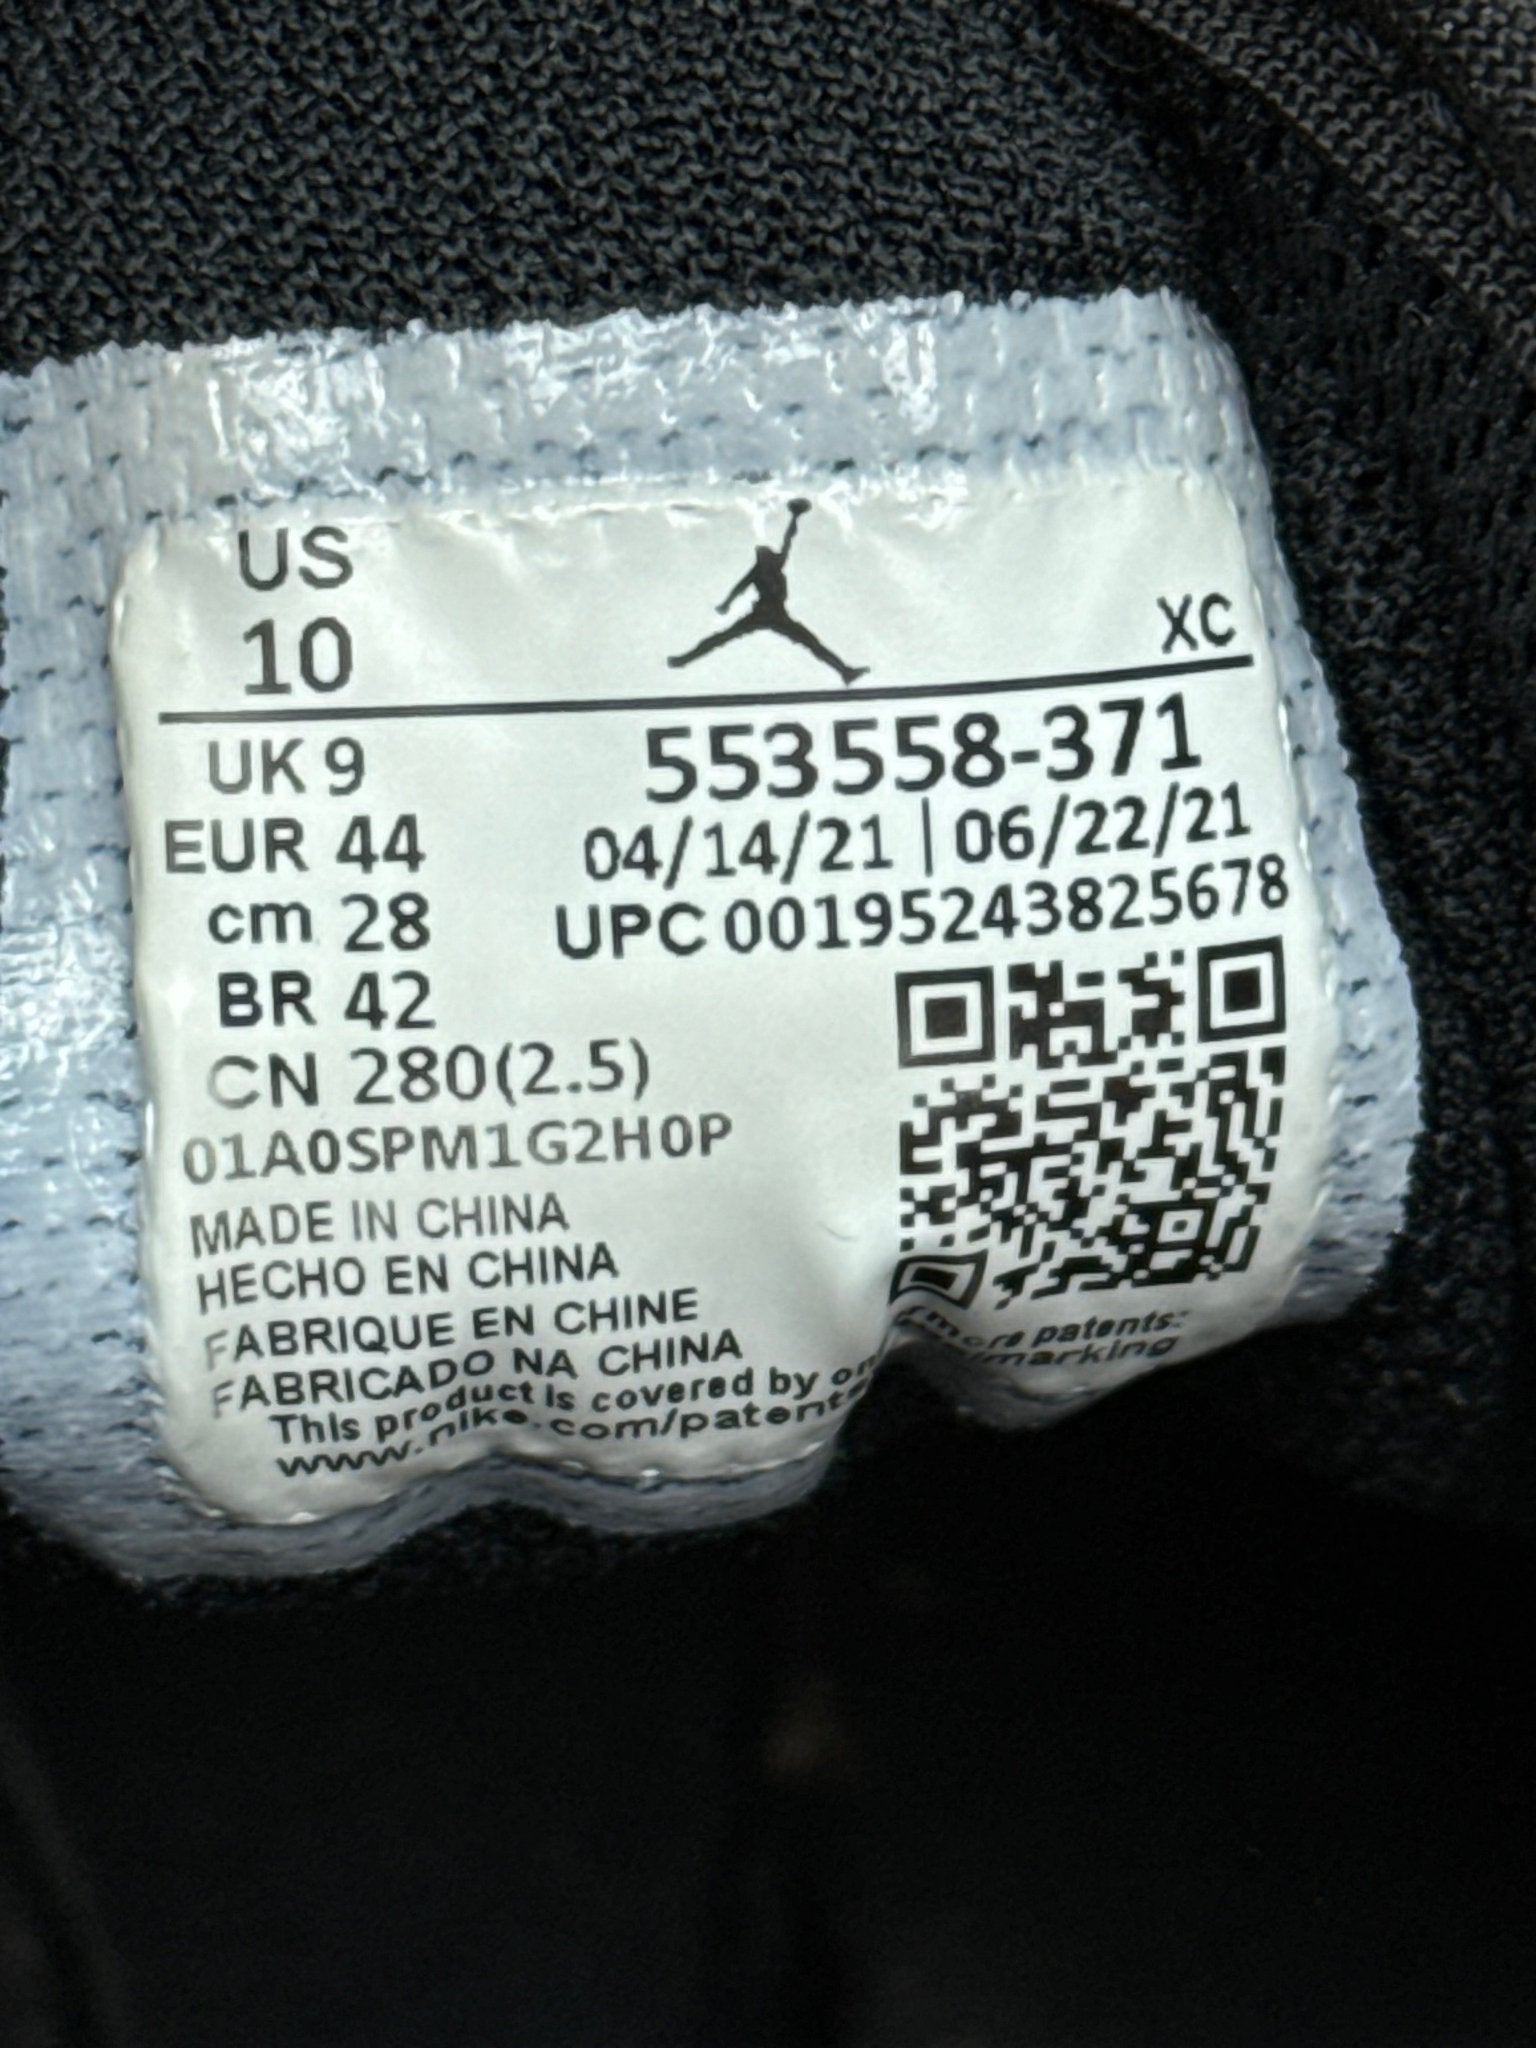 US
10
XC
UK 9
553558-371
EUR 44
04/14/21 | 06/22/21
cm 28
UPC 00195243825678
BR 42
CN 280(2.5)
01A0SPM1G2H0P
MADE IN CHINA
HECHO EN CHINA
FABRIQUE EN CHINE
FABRICADO NA CHINA
This product is covered by patents:
www.nike.com/patent marking